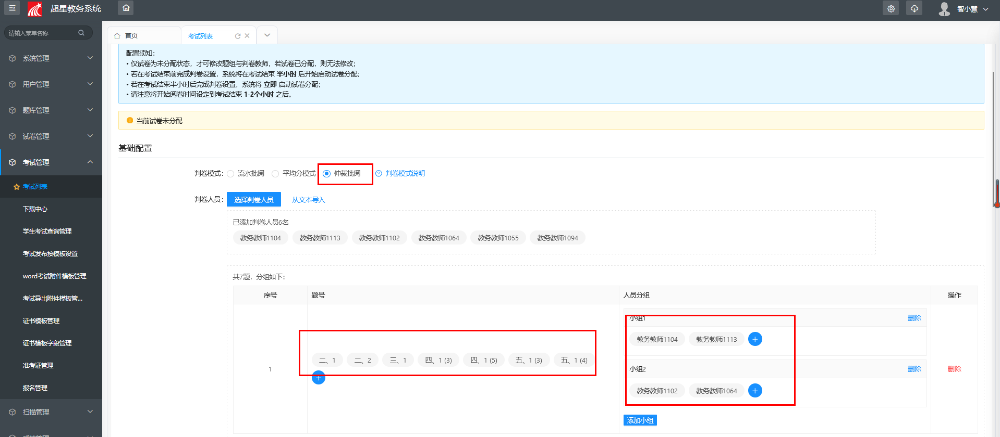 超星教务系统
智小慧
请输入菜单名称
首页
考试列表
系统管理
用户管理
题库管理
试卷管理
考试管理
考试列表
下载中心
学生考试查询管理
考试发布按模板设置
word考试附件模板管理
考试导出附件模板管...
证书模板管理
证书模板字段管理
准考证管理
报名管理
扫描管理
配置须知：
• 仅试卷为未分配状态，才可修改题组与判卷教师，若试卷已分配，则无法修改；
• 若在考试结束前完成判卷设置，系统将在考试结束 半小时 后开始启动试卷分配；
• 若在考试结束半小时后完成判卷设置，系统将 立即 启动试卷分配；
• 请注意将开始阅卷时间设定到考试结束 1-2个小时 之后。
当前试卷未分配
基础配置
判卷模式： 流水批阅 平均分模式 仲裁批阅 判卷模式说明
判卷人员： 选择判卷人员 从文本导入
已添加判卷人员6名
教务教师1104 教务教师1113 教务教师1102 教务教师1064 教务教师1055 教务教师1094
共7题，分组如下：
序号 题号 人员分组 操作
小组1 删除
教务教师1104 教务教师1113
1 二、1 二、2 三、1 四、1 (3) 四、1 (5) 五、1 (3) 五、1 (4)
小组2 删除 删除
教务教师1102 教务教师1064
添加小组